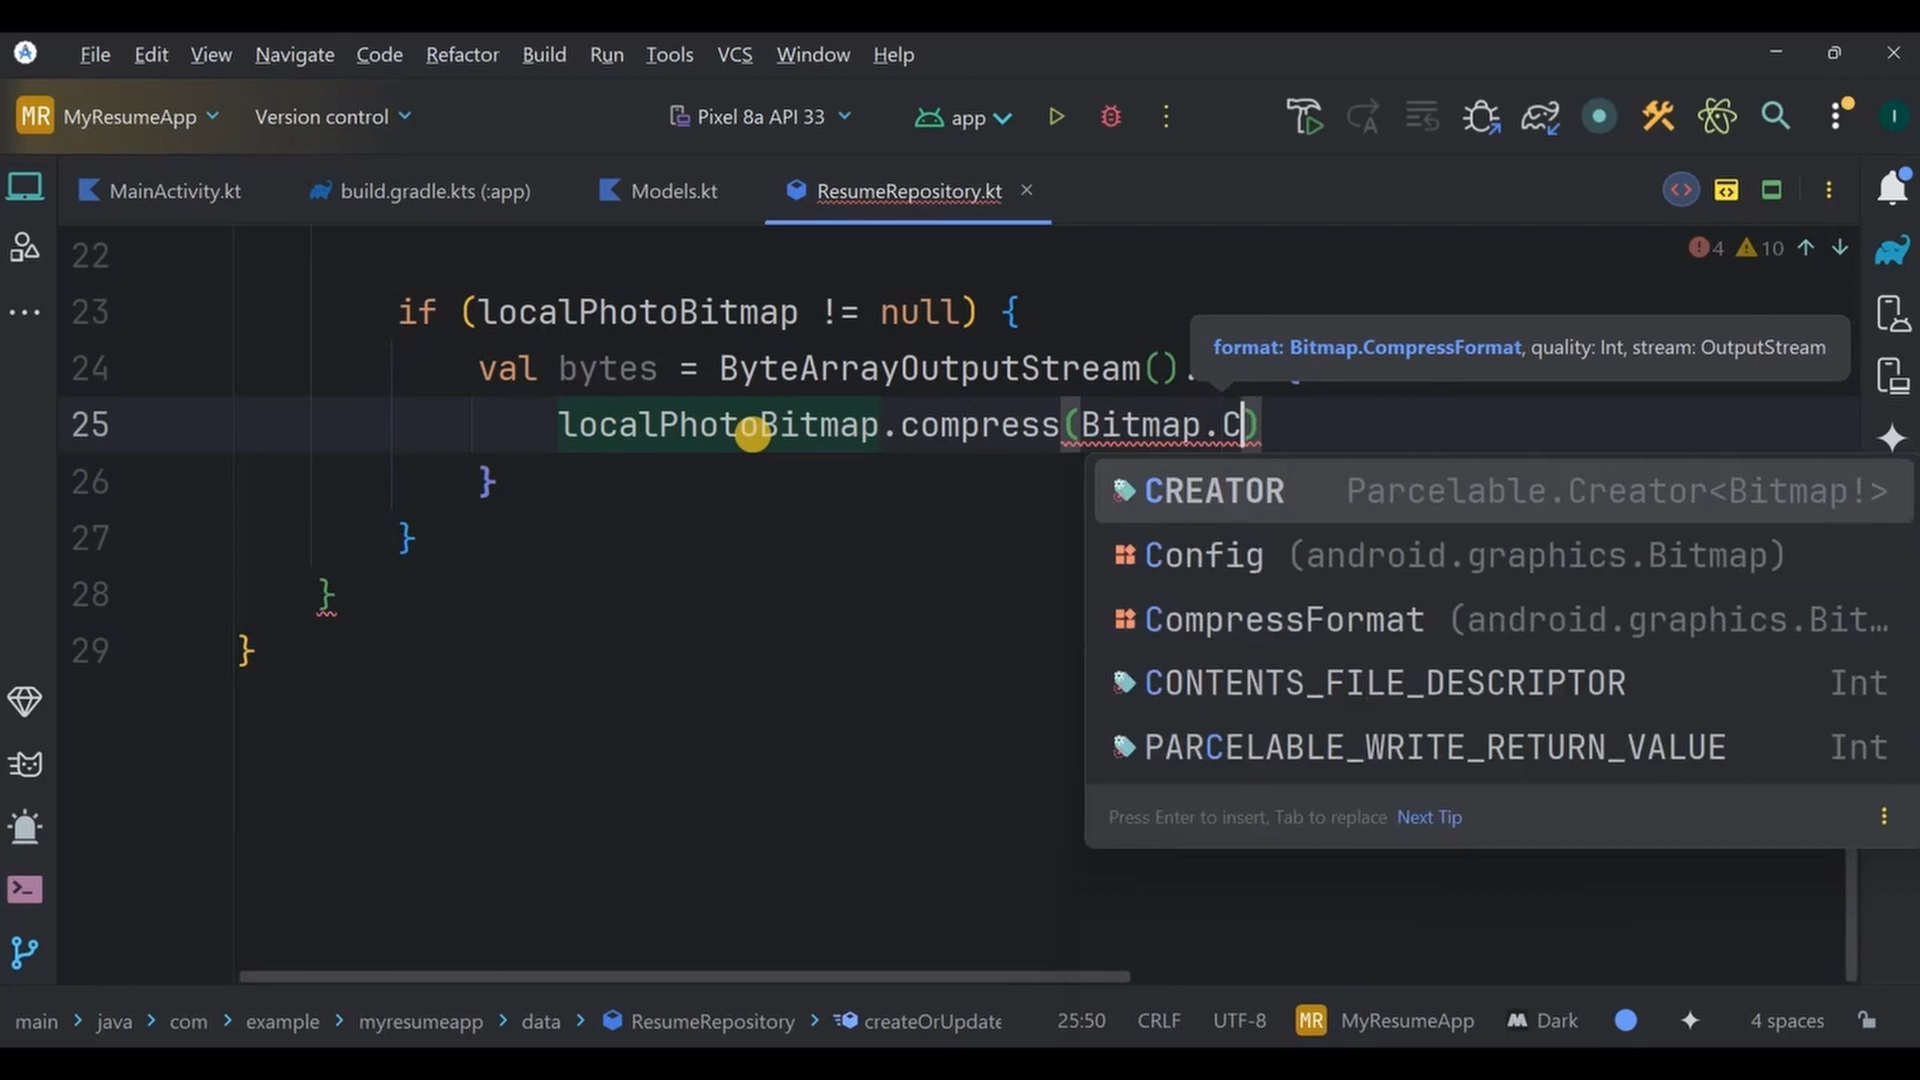 File Edit View Navigate Code Refactor Build Run Tools VCS Window Help
MR MyResumeApp Version control Pixel 8a API 33 app I
MainActivity.kt build.gradle.kts (:app) Models.kt ResumeRepository.kt
4 10
22
23 if (localPhotoBitmap != null) {
format: Bitmap.CompressFormat, quality: Int, stream: OutputStream
24 val bytes = ByteArrayOutputStream().
25 localPhotoBitmap.compress(Bitmap.C)
26 }
27 }
28 }
29 }
CREATOR Parcelable.Creator<Bitmap!>
Config (android.graphics.Bitmap)
CompressFormat (android.graphics.Bit…
CONTENTS_FILE_DESCRIPTOR Int
PARCELABLE_WRITE_RETURN_VALUE Int
Press Enter to insert, Tab to replace Next Tip
main > java > com > example > myresumeapp > data > ResumeRepository > createOrUpdate 25:50 CRLF UTF-8 MR MyResumeApp Dark 4 spaces